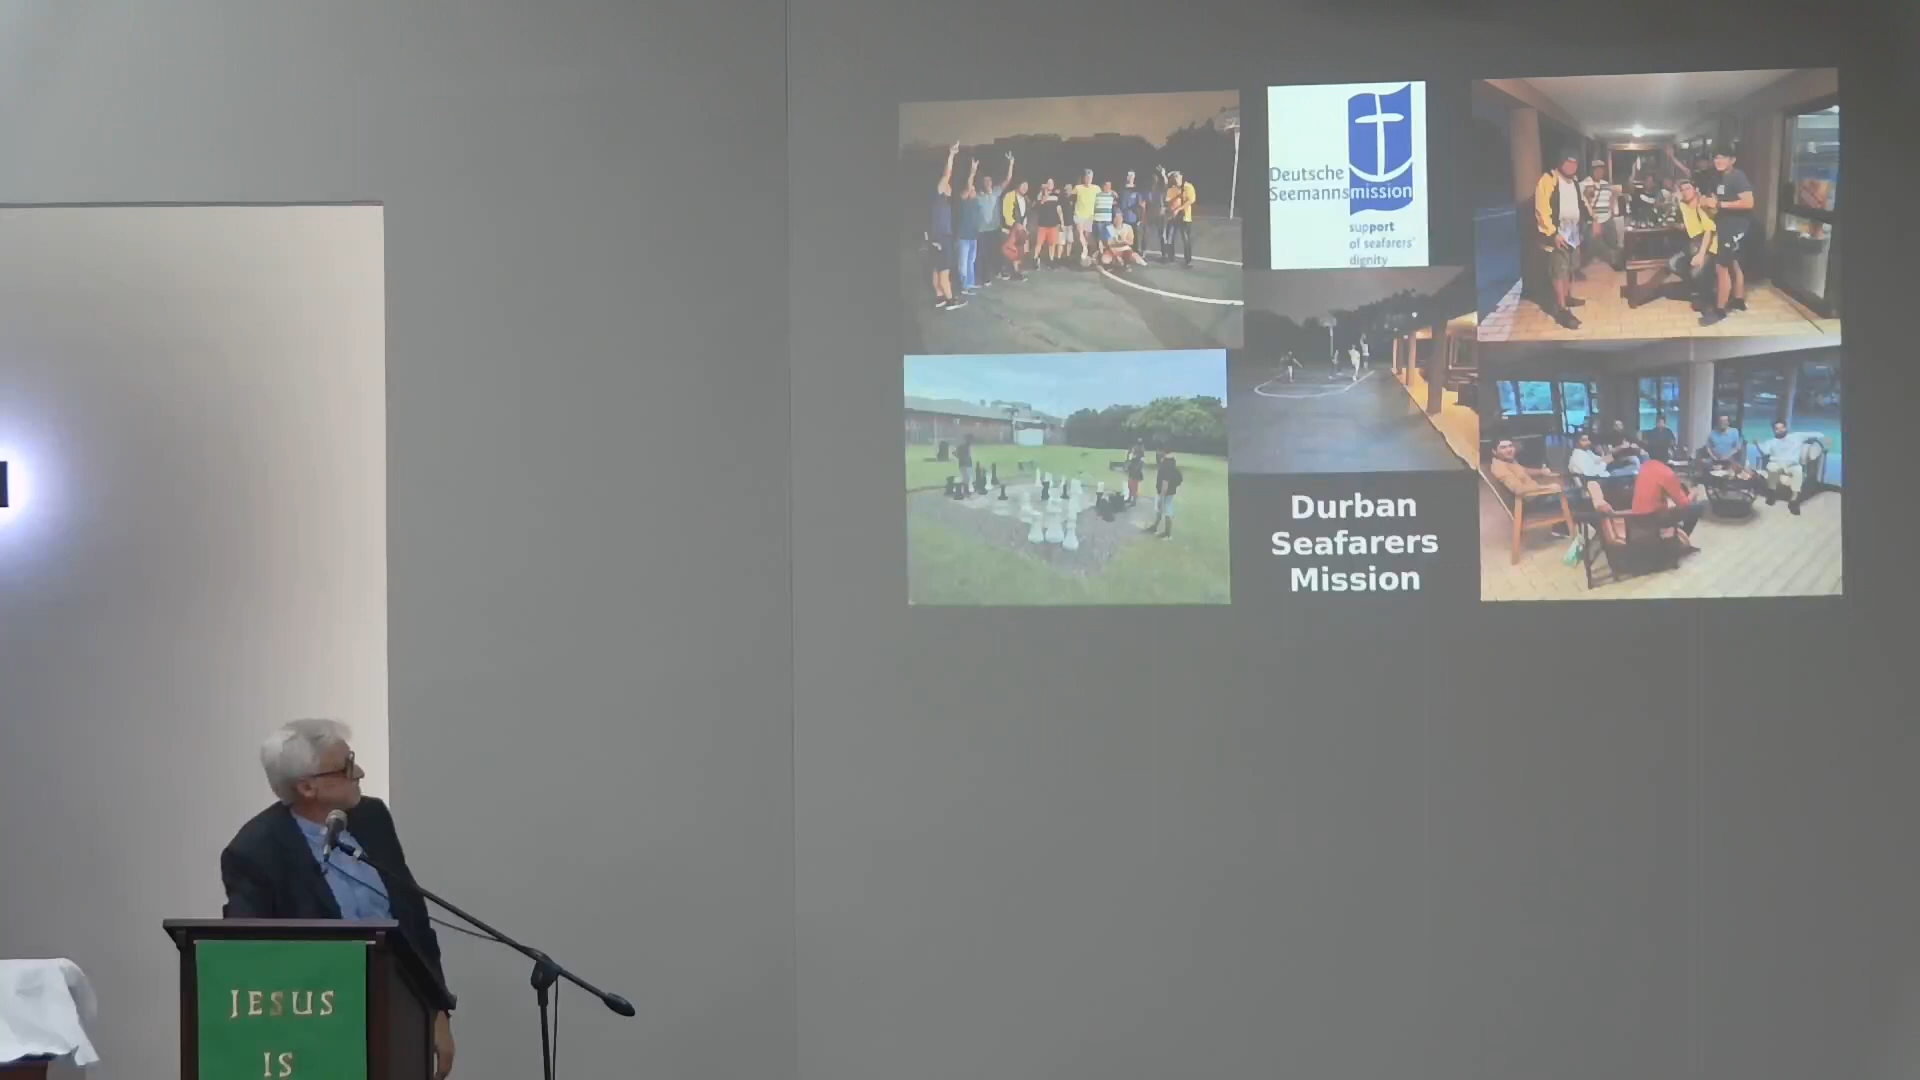 Deutsche
Seemannsmission
support
of seafarers'
dignity
Durban
Seafarers
Mission
JESUS
IS